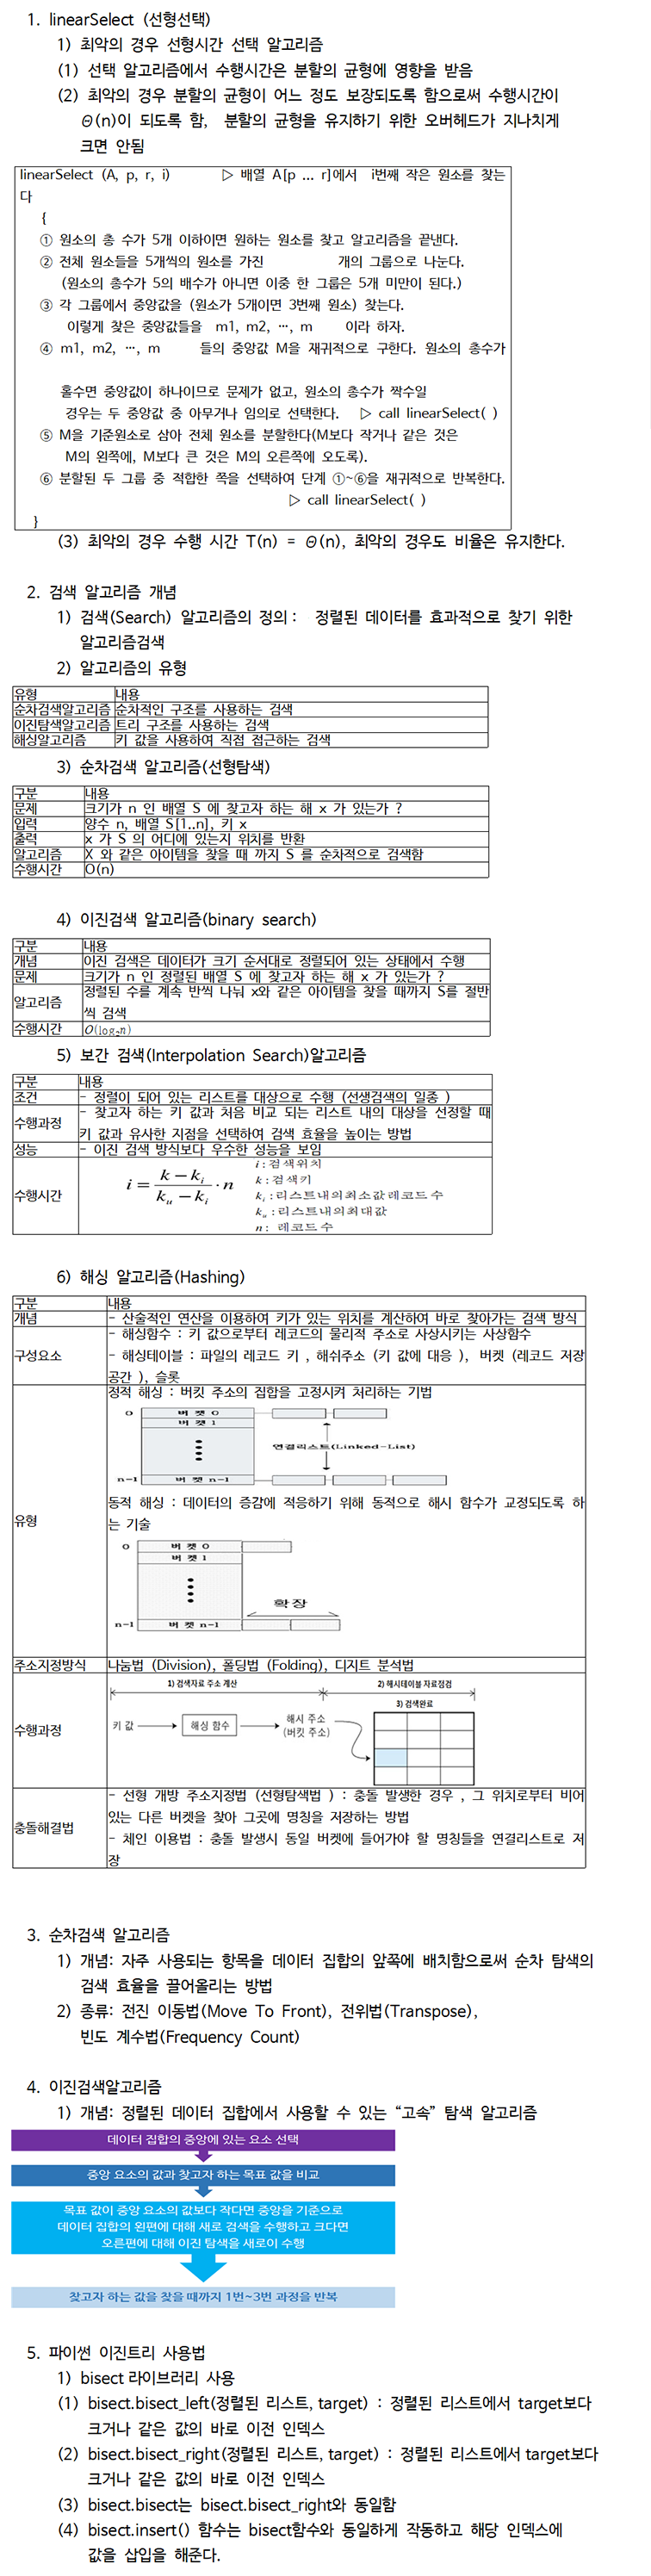 1. linearSelect (선형선택)
1) 최악의 경우 선형시간 선택 알고리즘
(1) 선택 알고리즘에서 수행시간은 분할의 균형에 영향을 받음
(2) 최악의 경우 분할의 균형이 어느 정도 보장되도록 함으로써 수행시간이
Θ(n)이 되도록 함, 분할의 균형을 유지하기 위한 오버헤드가 지나치게
크면 안됨
linearSelect (A, p, r, i) ▷ 배열 A[p ... r]에서 i번째 작은 원소를 찾는
다
{
① 원소의 총 수가 5개 이하이면 원하는 원소를 찾고 알고리즘을 끝낸다.
② 전체 원소들을 5개씩의 원소를 가진 개의 그룹으로 나눈다.
(원소의 총수가 5의 배수가 아니면 이중 한 그룹은 5개 미만이 된다.)
③ 각 그룹에서 중앙값을 (원소가 5개이면 3번째 원소) 찾는다.
이렇게 찾은 중앙값들을 m1, m2, …, m 이라 하자.
④ m1, m2, …, m 들의 중앙값 M을 재귀적으로 구한다. 원소의 총수가
홀수면 중앙값이 하나이므로 문제가 없고, 원소의 총수가 짝수일
경우는 두 중앙값 중 아무거나 임의로 선택한다. ▷ call linearSelect( )
⑤ M을 기준원소로 삼아 전체 원소를 분할한다(M보다 작거나 같은 것은
M의 왼쪽에, M보다 큰 것은 M의 오른쪽에 오도록).
⑥ 분할된 두 그룹 중 적합한 쪽을 선택하여 단계 ①~⑥을 재귀적으로 반복한다.
▷ call linearSelect( )
}
(3) 최악의 경우 수행 시간 T(n) = Θ(n), 최악의 경우도 비율은 유지한다.
2. 검색 알고리즘 개념
1) 검색(Search) 알고리즘의 정의 : 정렬된 데이터를 효과적으로 찾기 위한
알고리즘검색
2) 알고리즘의 유형
유형 내용
순차검색알고리즘 순차적인 구조를 사용하는 검색
이진탐색알고리즘 트리 구조를 사용하는 검색
해싱알고리즘 키 값을 사용하여 직접 접근하는 검색
3) 순차검색 알고리즘(선형탐색)
구분 내용
문제 크기가 n 인 배열 S 에 찾고자 하는 해 x 가 있는가 ?
입력 양수 n, 배열 S[1..n], 키 x
출력 x 가 S 의 어디에 있는지 위치를 반환
알고리즘 X 와 같은 아이템을 찾을 때 까지 S 를 순차적으로 검색함
수행시간 O(n)
4) 이진검색 알고리즘(binary search)
구분 내용
개념 이진 검색은 데이터가 크기 순서대로 정렬되어 있는 상태에서 수행
문제 크기가 n 인 정렬된 배열 S 에 찾고자 하는 해 x 가 있는가 ?
알고리즘 정렬된 수를 계속 반씩 나눠 x와 같은 아이템을 찾을 때까지 S를 절반
씩 검색
수행시간 O(log₂n)
5) 보간 검색(Interpolation Search)알고리즘
구분 내용
조건 - 정렬이 되어 있는 리스트를 대상으로 수행 (선생검색의 일종 )
수행과정 - 찾고자 하는 키 값과 처음 비교 되는 리스트 내의 대상을 선정할 때
키 값과 유사한 지점을 선택하여 검색 효율을 높이는 방법
성능 - 이진 검색 방식보다 우수한 성능을 보임
수행시간 i = (k − kᵢ)/(kᵤ − kᵢ) · n
i : 검색위치
k : 검색키
kᵢ : 리스트내의최소값레코드 수
kᵤ : 리스트내의최대값
n : 레코드 수
6) 해싱 알고리즘(Hashing)
구분 내용
개념 - 산술적인 연산을 이용하여 키가 있는 위치를 계산하여 바로 찾아가는 검색 방식
구성요소 - 해싱함수 : 키 값으로부터 레코드의 물리적 주소로 사상시키는 사상함수
- 해싱테이블 : 파일의 레코드 키 , 해쉬주소 (키 값에 대응 ), 버켓 (레코드 저장
공간 ), 슬롯
유형 정적 해싱 : 버킷 주소의 집합을 고정시켜 처리하는 기법
0 버 켓 0
버 켓 1
연결리스트(Linked-List)
n-1 버 켓 n-1
동적 해싱 : 데이터의 증감에 적응하기 위해 동적으로 해시 함수가 교정되도록 하
는 기술
0 버 켓 0
버 켓 1
확장
n-1 버 켓 n-1
주소지정방식 나눔법 (Division), 폴딩법 (Folding), 디지트 분석법
수행과정 1) 검색자료 주소 계산 2) 해시테이블 자료점검
3) 검색완료
키 값 해싱 함수 해시 주소
(버킷 주소)
충돌해결법 - 선형 개방 주소지정법 (선형탐색법 ) : 충돌 발생한 경우 , 그 위치로부터 비어
있는 다른 버켓을 찾아 그곳에 명칭을 저장하는 방법
- 체인 이용법 : 충돌 발생시 동일 버켓에 들어가야 할 명칭들을 연결리스트로 저
장
3. 순차검색 알고리즘
1) 개념: 자주 사용되는 항목을 데이터 집합의 앞쪽에 배치함으로써 순차 탐색의
검색 효율을 끌어올리는 방법
2) 종류: 전진 이동법(Move To Front), 전위법(Transpose),
빈도 계수법(Frequency Count)
4. 이진검색알고리즘
1) 개념: 정렬된 데이터 집합에서 사용할 수 있는 “고속” 탐색 알고리즘
데이터 집합의 중앙에 있는 요소 선택
중앙 요소의 값과 찾고자 하는 목표 값을 비교
목표 값이 중앙 요소의 값보다 작다면 중앙을 기준으로
데이터 집합의 왼편에 대해 새로 검색을 수행하고 크다면
오른편에 대해 이진 탐색을 새로이 수행
찾고자 하는 값을 찾을 때까지 1번~3번 과정을 반복
5. 파이썬 이진트리 사용법
1) bisect 라이브러리 사용
(1) bisect.bisect_left(정렬된 리스트, target) : 정렬된 리스트에서 target보다
크거나 같은 값의 바로 이전 인덱스
(2) bisect.bisect_right(정렬된 리스트, target) : 정렬된 리스트에서 target보다
크거나 같은 값의 바로 이전 인덱스
(3) bisect.bisect는 bisect.bisect_right와 동일함
(4) bisect.insert() 함수는 bisect함수와 동일하게 작동하고 해당 인덱스에
값을 삽입을 해준다.